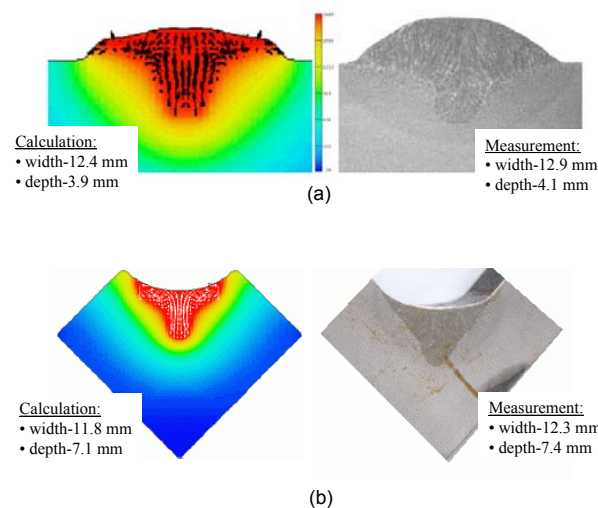 Calculation:
• width-12.4 mm
• depth-3.9 mm
Measurement:
• width-12.9 mm
• depth-4.1 mm
(a)
Calculation:
• width-11.8 mm
• depth-7.1 mm
Measurement:
• width-12.3 mm
• depth-7.4 mm
(b)